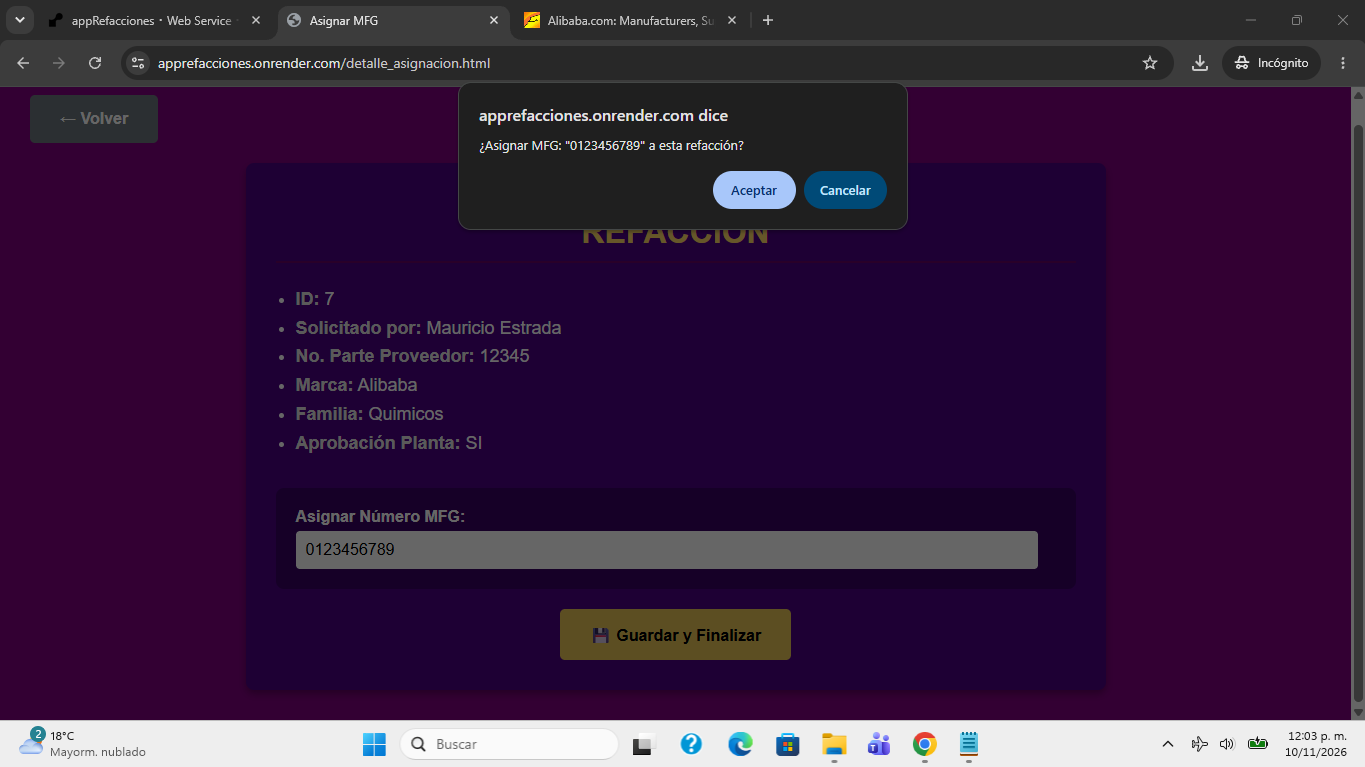 appRefacciones · Web Service
Asignar MFG
Alibaba.com: Manufacturers, Su
apprefacciones.onrender.com/detalle_asignacion.html
Incógnito
← Volver
apprefacciones.onrender.com dice
¿Asignar MFG: "0123456789" a esta refacción?
Aceptar
Cancelar
REFACCIÓN
• ID: 7
• Solicitado por: Mauricio Estrada
• No. Parte Proveedor: 12345
• Marca: Alibaba
• Familia: Quimicos
• Aprobación Planta: SI
Asignar Número MFG:
0123456789
💾 Guardar y Finalizar
2
18°C
Mayorm. nublado
Buscar
12:03 p. m.
10/11/2026